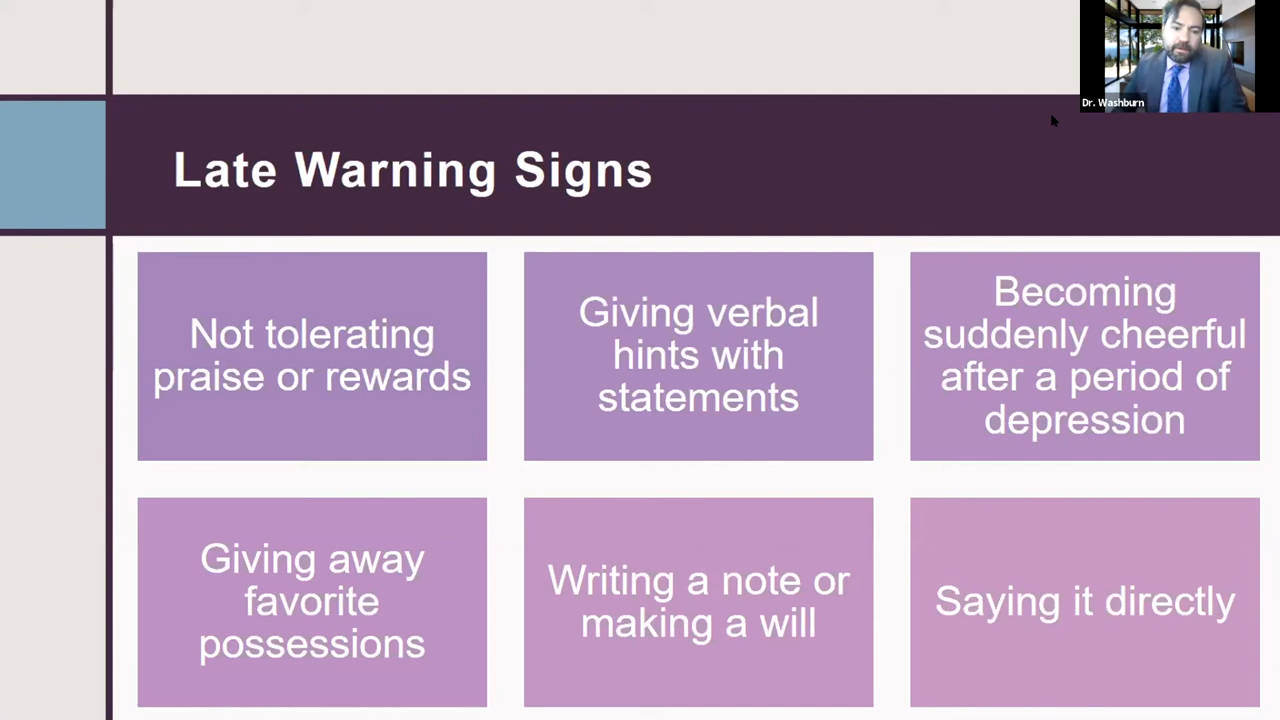 Dr. Washburn
Late Warning Signs
Not tolerating
praise or rewards
Giving verbal
hints with
statements
Becoming
suddenly cheerful
after a period of
depression
Giving away
favorite
possessions
Writing a note or
making a will
Saying it directly